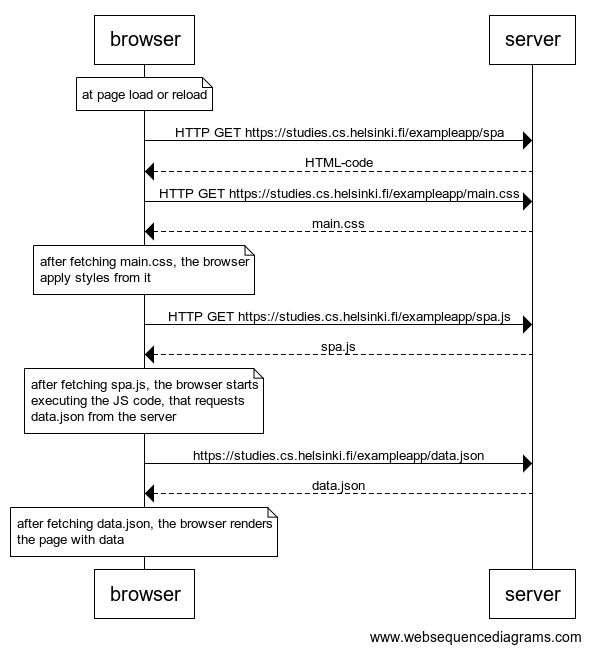 browser
server
at page load or reload
HTTP GET https://studies.cs.helsinki.fi/exampleapp/spa
HTML-code
HTTP GET https://studies.cs.helsinki.fi/exampleapp/main.css
main.css
after fetching main.css, the browser
apply styles from it
HTTP GET https://studies.cs.helsinki.fi/exampleapp/spa.js
spa.js
after fetching spa.js, the browser starts
executing the JS code, that requests
data.json from the server
https://studies.cs.helsinki.fi/exampleapp/data.json
data.json
after fetching data.json, the browser renders
the page with data
browser
server
www.websequencediagrams.com